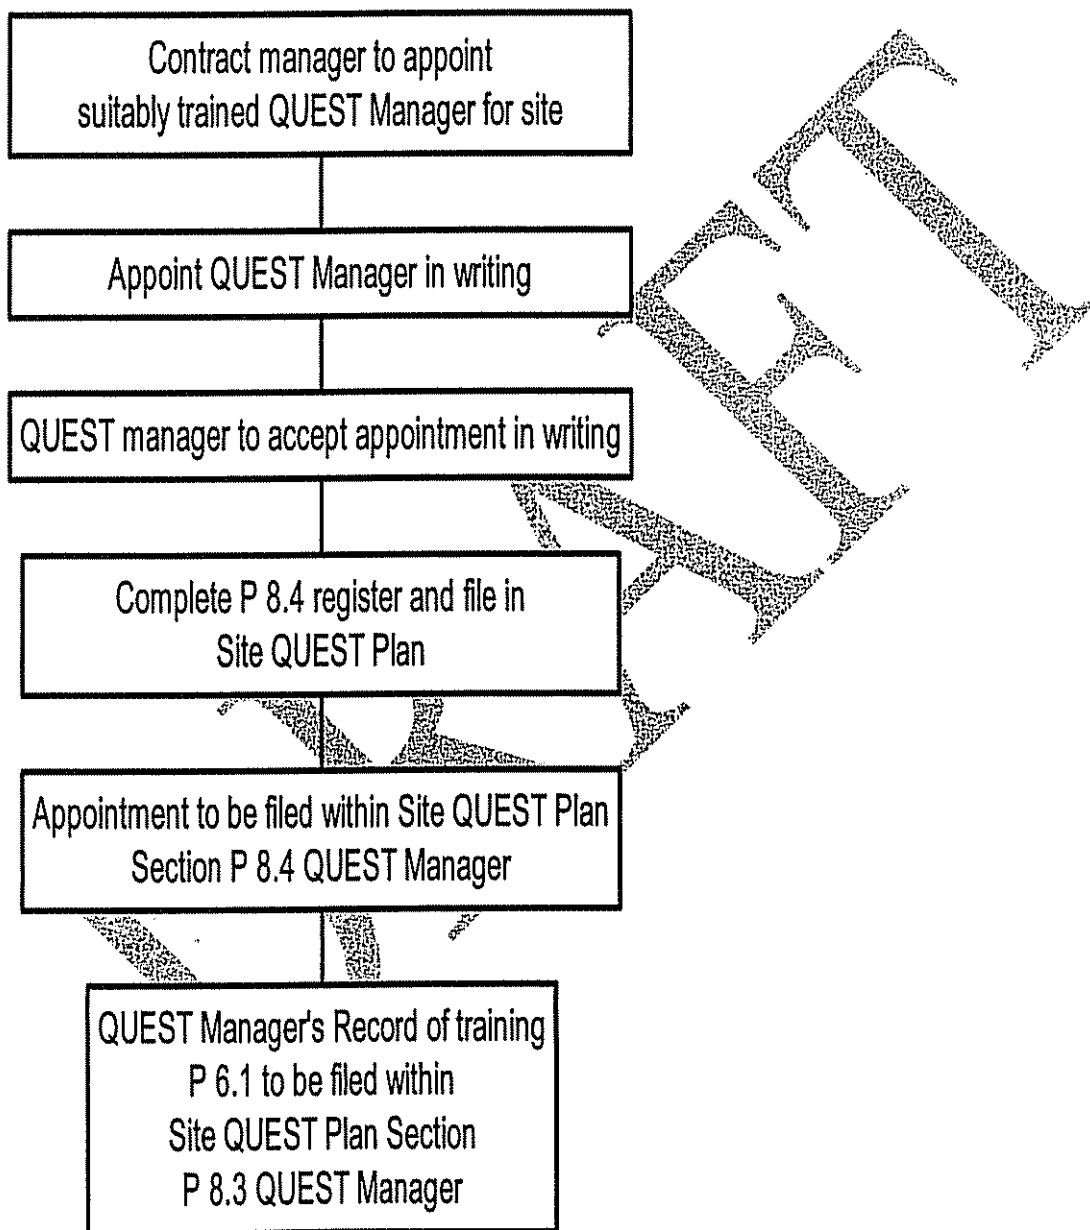 Contract manager to appoint
suitably trained QUEST Manager for site
Appoint QUEST Manager in writing
QUEST manager to accept appointment in writing
Complete P 8.4 register and file in
Site QUEST Plan
Appointment to be filed within Site QUEST Plan
Section P 8.4 QUEST Manager
QUEST Manager's Record of training
P 6.1 to be filed within
Site QUEST Plan Section
P 8.3 QUEST Manager
DRAFT